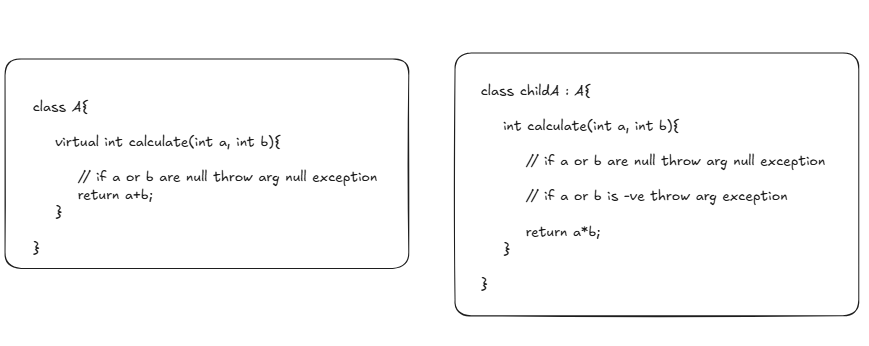 class A{
virtual int calculate(int a, int b){
// if a or b are null throw arg null exception
return a+b;
}
}
class childA : A{
int calculate(int a, int b){
// if a or b are null throw arg null exception
// if a or b is -ve throw arg exception
return a*b;
}
}